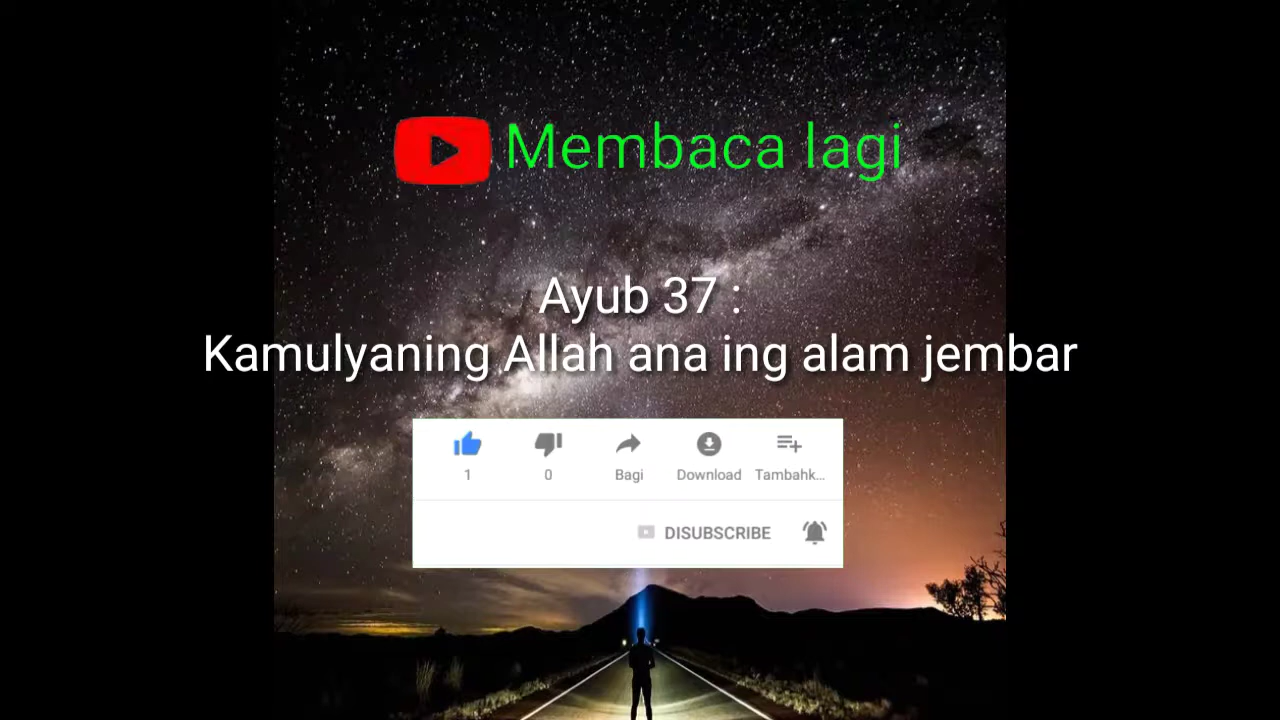 Membaca lagi
Ayub 37 :
Kamulyaning Allah ana ing alam jembar
1
0
Bagi
Download
Tambahk...
DISUBSCRIBE